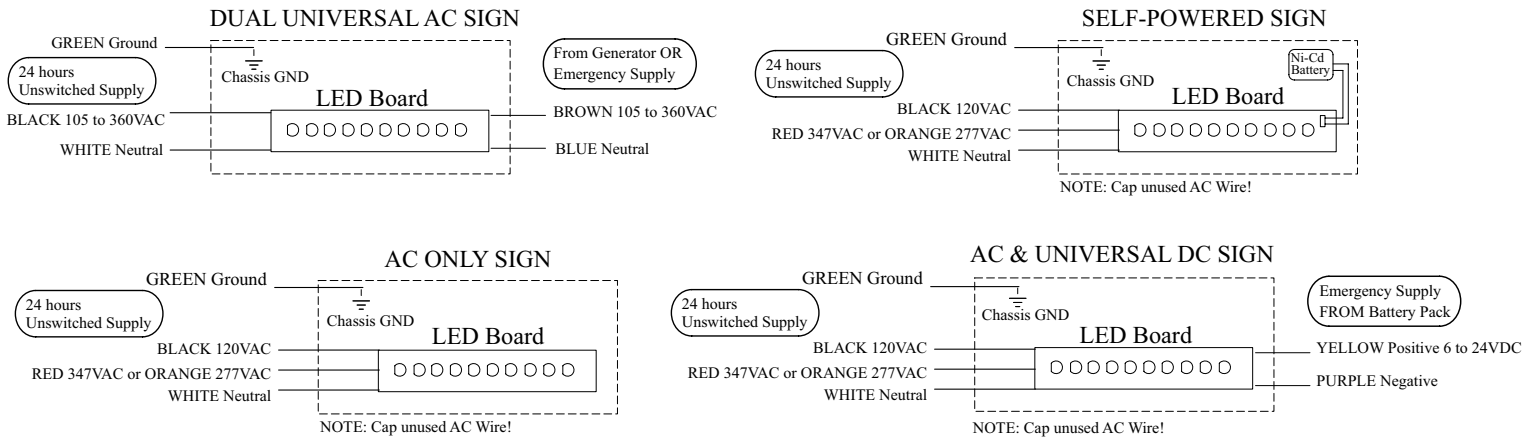 DUAL UNIVERSAL AC SIGN
GREEN Ground
24 hours
Unswitched Supply
Chassis GND
From Generator OR
Emergency Supply
LED Board
BLACK 105 to 360VAC
BROWN 105 to 360VAC
WHITE Neutral
BLUE Neutral
SELF-POWERED SIGN
GREEN Ground
24 hours
Unswitched Supply
Chassis GND
Ni-Cd
Battery
LED Board
BLACK 120VAC
RED 347VAC or ORANGE 277VAC
WHITE Neutral
NOTE: Cap unused AC Wire!
AC ONLY SIGN
GREEN Ground
24 hours
Unswitched Supply
Chassis GND
LED Board
BLACK 120VAC
RED 347VAC or ORANGE 277VAC
WHITE Neutral
NOTE: Cap unused AC Wire!
AC & UNIVERSAL DC SIGN
GREEN Ground
24 hours
Unswitched Supply
Chassis GND
Emergency Supply
FROM Battery Pack
LED Board
BLACK 120VAC
YELLOW Positive 6 to 24VDC
RED 347VAC or ORANGE 277VAC
PURPLE Negative
WHITE Neutral
NOTE: Cap unused AC Wire!